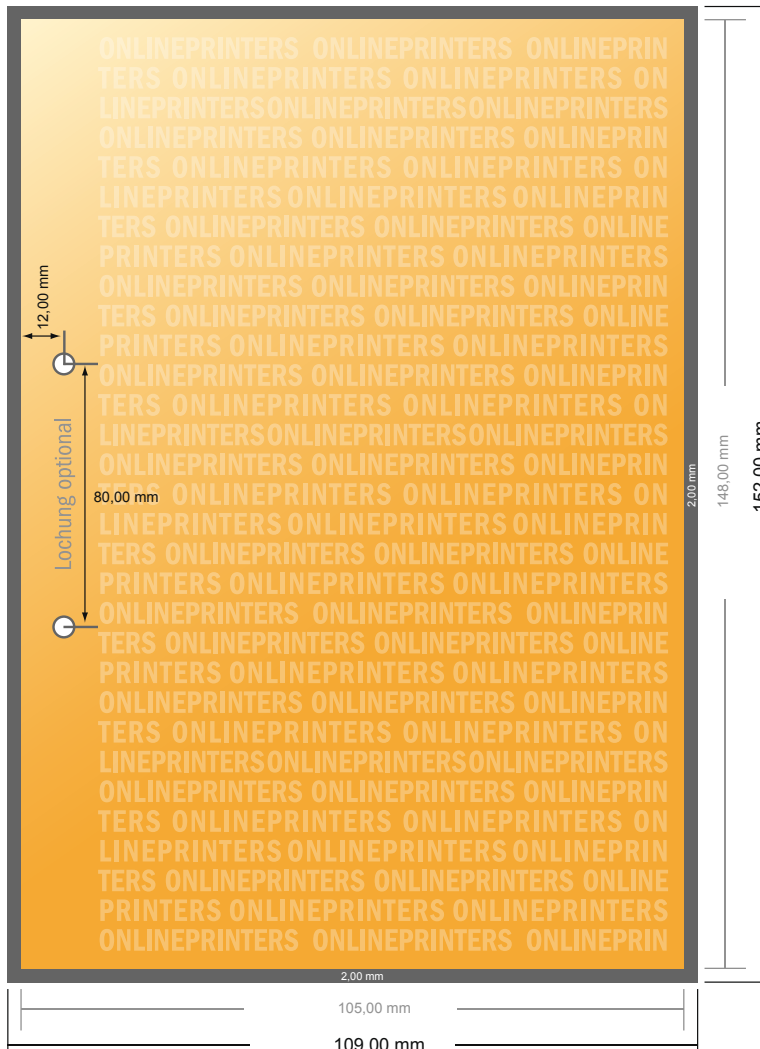 ONLINEPRINTERS ONLINEPRINTERS ONLINEPRIN
TERS ONLINEPRINTERS ONLINEPRINTERS ON
LINEPRINTERSONLINEPRINTERSONLINEPRINTERS
ONLINEPRINTERS ONLINEPRINTERS ONLINEPRIN
TERS ONLINEPRINTERS ONLINEPRINTERS ON
LINEPRINTERS ONLINEPRINTERS ONLINEPRIN
TERS ONLINEPRINTERS ONLINEPRINTERS ONLINE
PRINTERS ONLINEPRINTERS ONLINEPRINTERS
ONLINEPRINTERS ONLINEPRINTERS ONLINEPRIN
TERS ONLINEPRINTERS ONLINEPRINTERS ONLINE
PRINTERS ONLINEPRINTERS ONLINEPRINTERS
ONLINEPRINTERS ONLINEPRINTERS ONLINEPRIN
TERS ONLINEPRINTERS ONLINEPRINTERS ON
LINEPRINTERSONLINEPRINTERSONLINEPRINTERS
ONLINEPRINTERS ONLINEPRINTERS ONLINEPRIN
TERS ONLINEPRINTERS ONLINEPRINTERS ON
LINEPRINTERS ONLINEPRINTERS ONLINEPRIN
TERS ONLINEPRINTERS ONLINEPRINTERS ONLINE
PRINTERS ONLINEPRINTERS ONLINEPRINTERS
ONLINEPRINTERS ONLINEPRINTERS ONLINEPRIN
TERS ONLINEPRINTERS ONLINEPRINTERS ONLINE
PRINTERS ONLINEPRINTERS ONLINEPRINTERS
ONLINEPRINTERS ONLINEPRINTERS ONLINEPRIN
TERS ONLINEPRINTERS ONLINEPRINTERS ON
LINEPRINTERSONLINEPRINTERSONLINEPRINTERS
ONLINEPRINTERS ONLINEPRINTERS ONLINEPRIN
TERS ONLINEPRINTERS ONLINEPRINTERS ON
LINEPRINTERS ONLINEPRINTERS ONLINEPRIN
TERS ONLINEPRINTERS ONLINEPRINTERS ONLINE
PRINTERS ONLINEPRINTERS ONLINEPRINTERS
ONLINEPRINTERS ONLINEPRINTERS ONLINEPRIN
12,00 mm
Lochung optional
80,00 mm
2,00 mm
148,00 mm
152,00 mm
2,00 mm
105,00 mm
109,00 mm